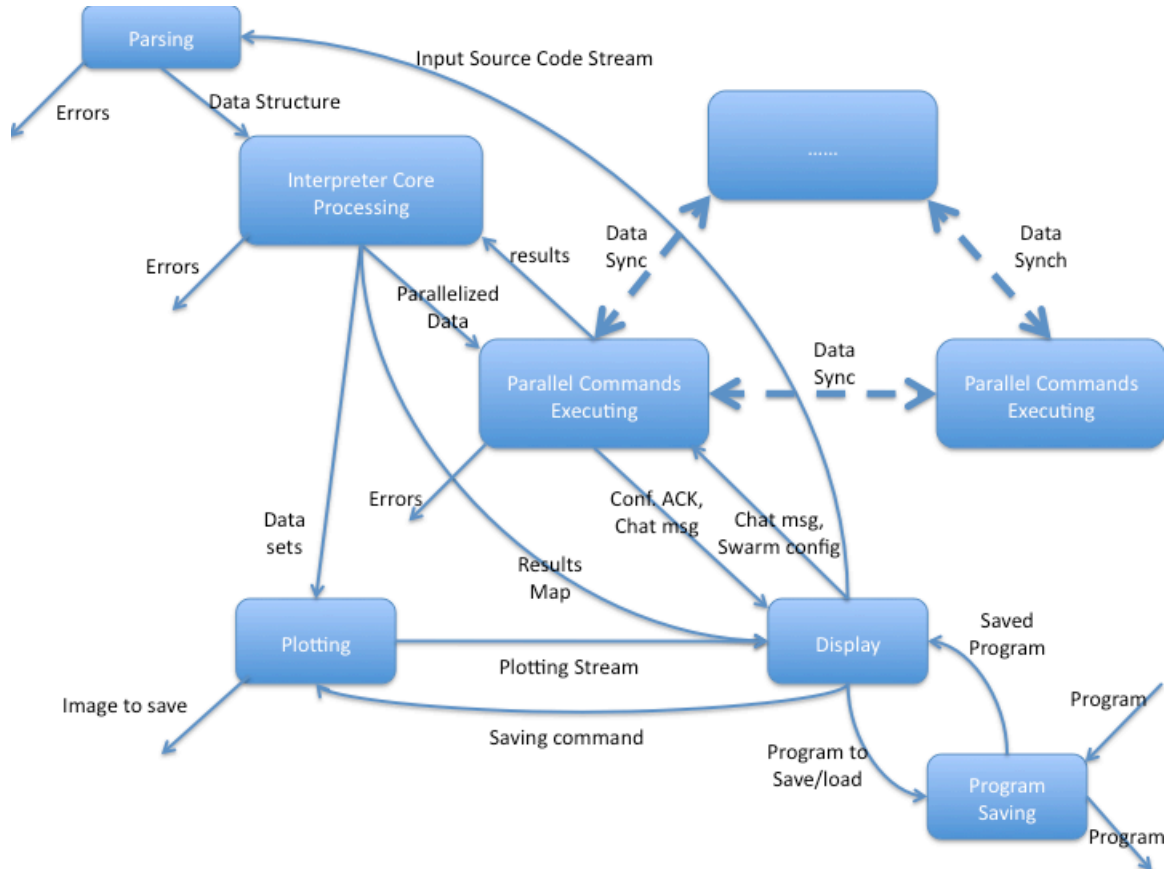 Parsing
Input Source Code Stream
Errors
Data Structure
......
Interpreter Core
Processing
Data
Sync
Data
Synch
results
Errors
Parallelized
Data
Parallel Commands
Executing
Data
Sync
Parallel Commands
Executing
Errors
Conf. ACK,
Chat msg
Chat msg,
Swarm config
Data
sets
Results
Map
Plotting
Plotting Stream
Display
Saved
Program
Image to save
Saving command
Program to
Save/load
Program
Program
Saving
Program